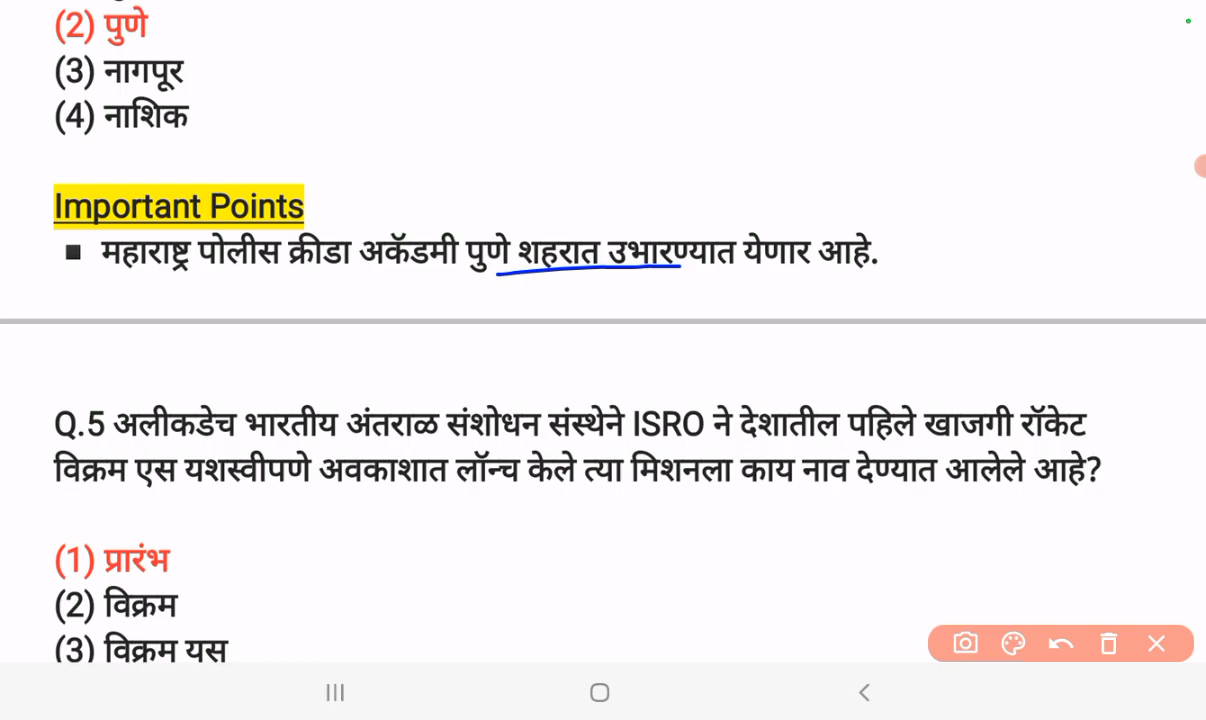 (2) पुणे
(3) नागपूर
(4) नाशिक
Important Points
▪ महाराष्ट्र पोलीस क्रीडा अकॅडमी पुणे शहरात उभारण्यात येणार आहे.
Q.5 अलीकडेच भारतीय अंतराळ संशोधन संस्थेने ISRO ने देशातील पहिले खाजगी रॉकेट
विक्रम एस यशस्वीपणे अवकाशात लॉन्च केले त्या मिशनला काय नाव देण्यात आलेले आहे?
(1) प्रारंभ
(2) विक्रम
(3) विक्रम यस